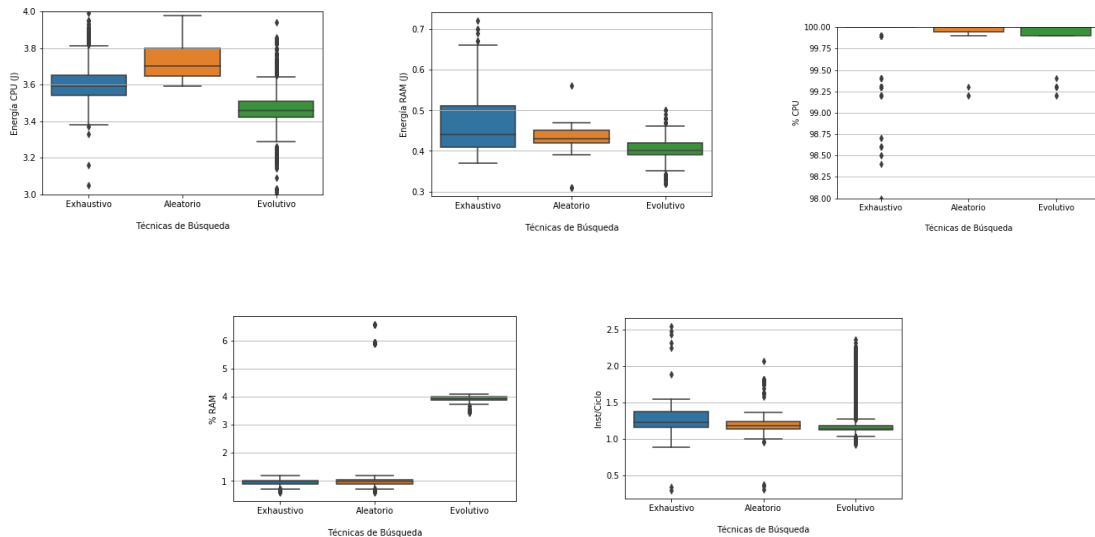 4.0
3.8
3.6
3.4
3.2
3.0
Energía CPU (J)
Exhaustivo Aleatorio Evolutivo
Técnicas de Búsqueda
0.7
0.6
0.5
0.4
0.3
Energía RAM (J)
Exhaustivo Aleatorio Evolutivo
Técnicas de Búsqueda
100.00
99.75
99.50
99.25
99.00
98.75
98.50
98.25
98.00
% CPU
Exhaustivo Aleatorio Evolutivo
Técnicas de Búsqueda
6
5
4
3
2
1
% RAM
Exhaustivo Aleatorio Evolutivo
Técnicas de Búsqueda
2.5
2.0
1.5
1.0
0.5
Inst/Ciclo
Exhaustivo Aleatorio Evolutivo
Técnicas de Búsqueda